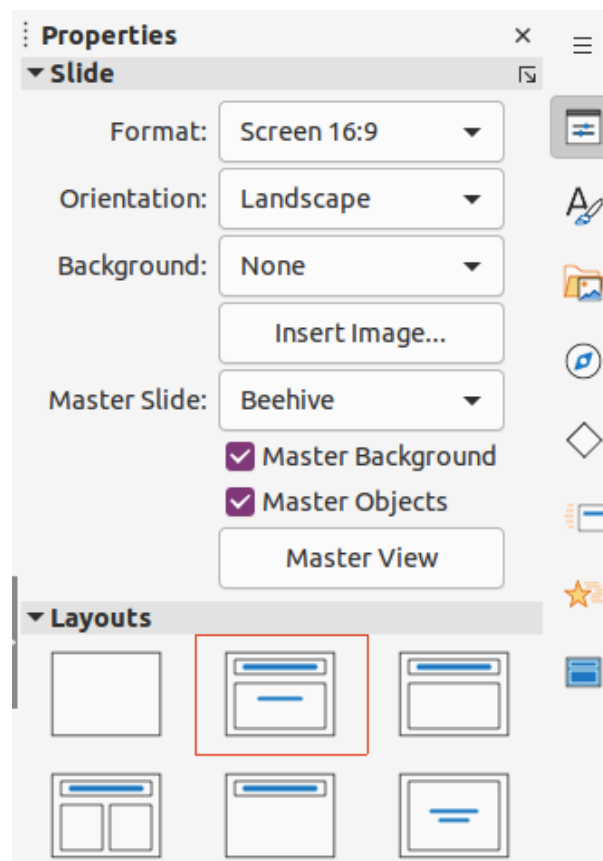 Properties
Slide
Format: Screen 16:9
Orientation: Landscape
Background: None
Insert Image...
Master Slide: Beehive
Master Background
Master Objects
Master View
Layouts